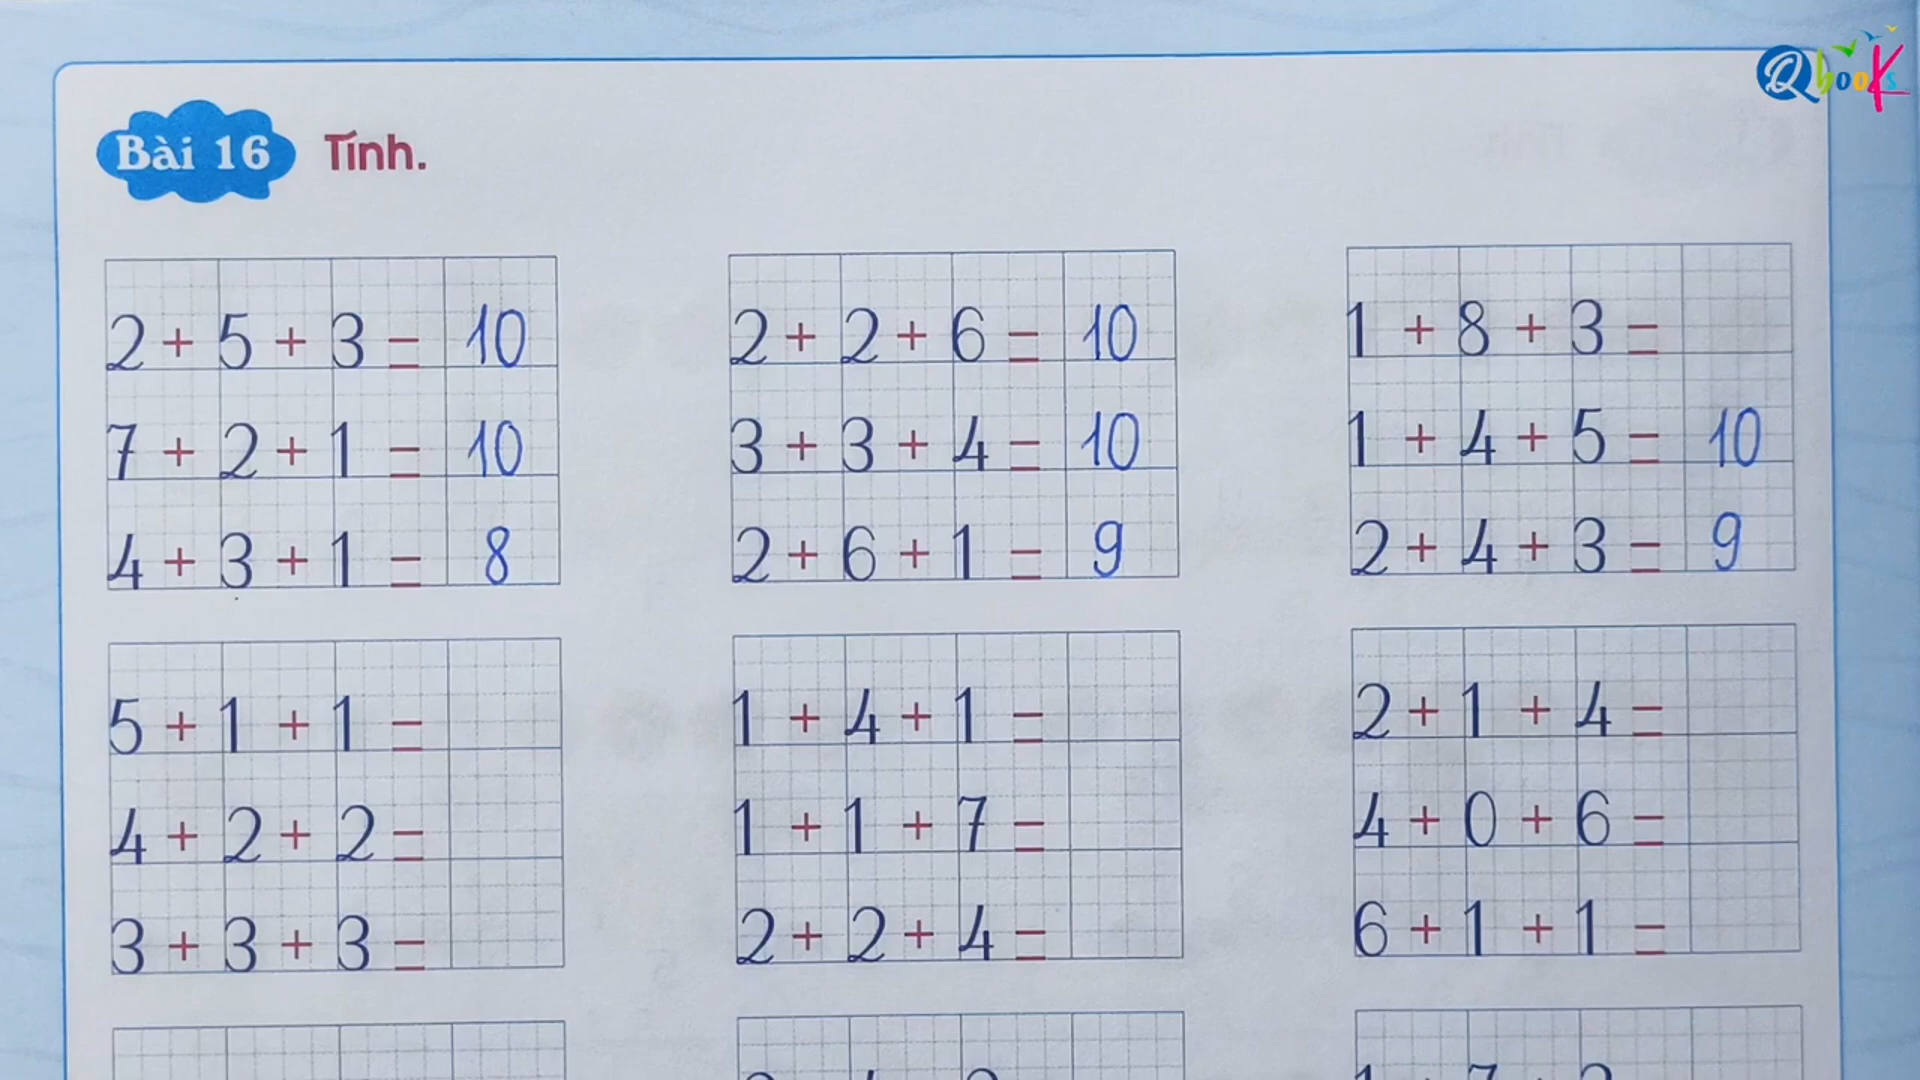 Qbooks
Bài 16 Tính.
2 + 5 + 3 = 10
7 + 2 + 1 = 10
4 + 3 + 1 = 8
2 + 2 + 6 = 10
3 + 3 + 4 = 10
2 + 6 + 1 = 9
1 + 8 + 3 =
1 + 4 + 5 = 10
2 + 4 + 3 = 9
5 + 1 + 1 =
4 + 2 + 2 =
3 + 3 + 3 =
1 + 4 + 1 =
1 + 1 + 7 =
2 + 2 + 4 =
2 + 1 + 4 =
4 + 0 + 6 =
6 + 1 + 1 =